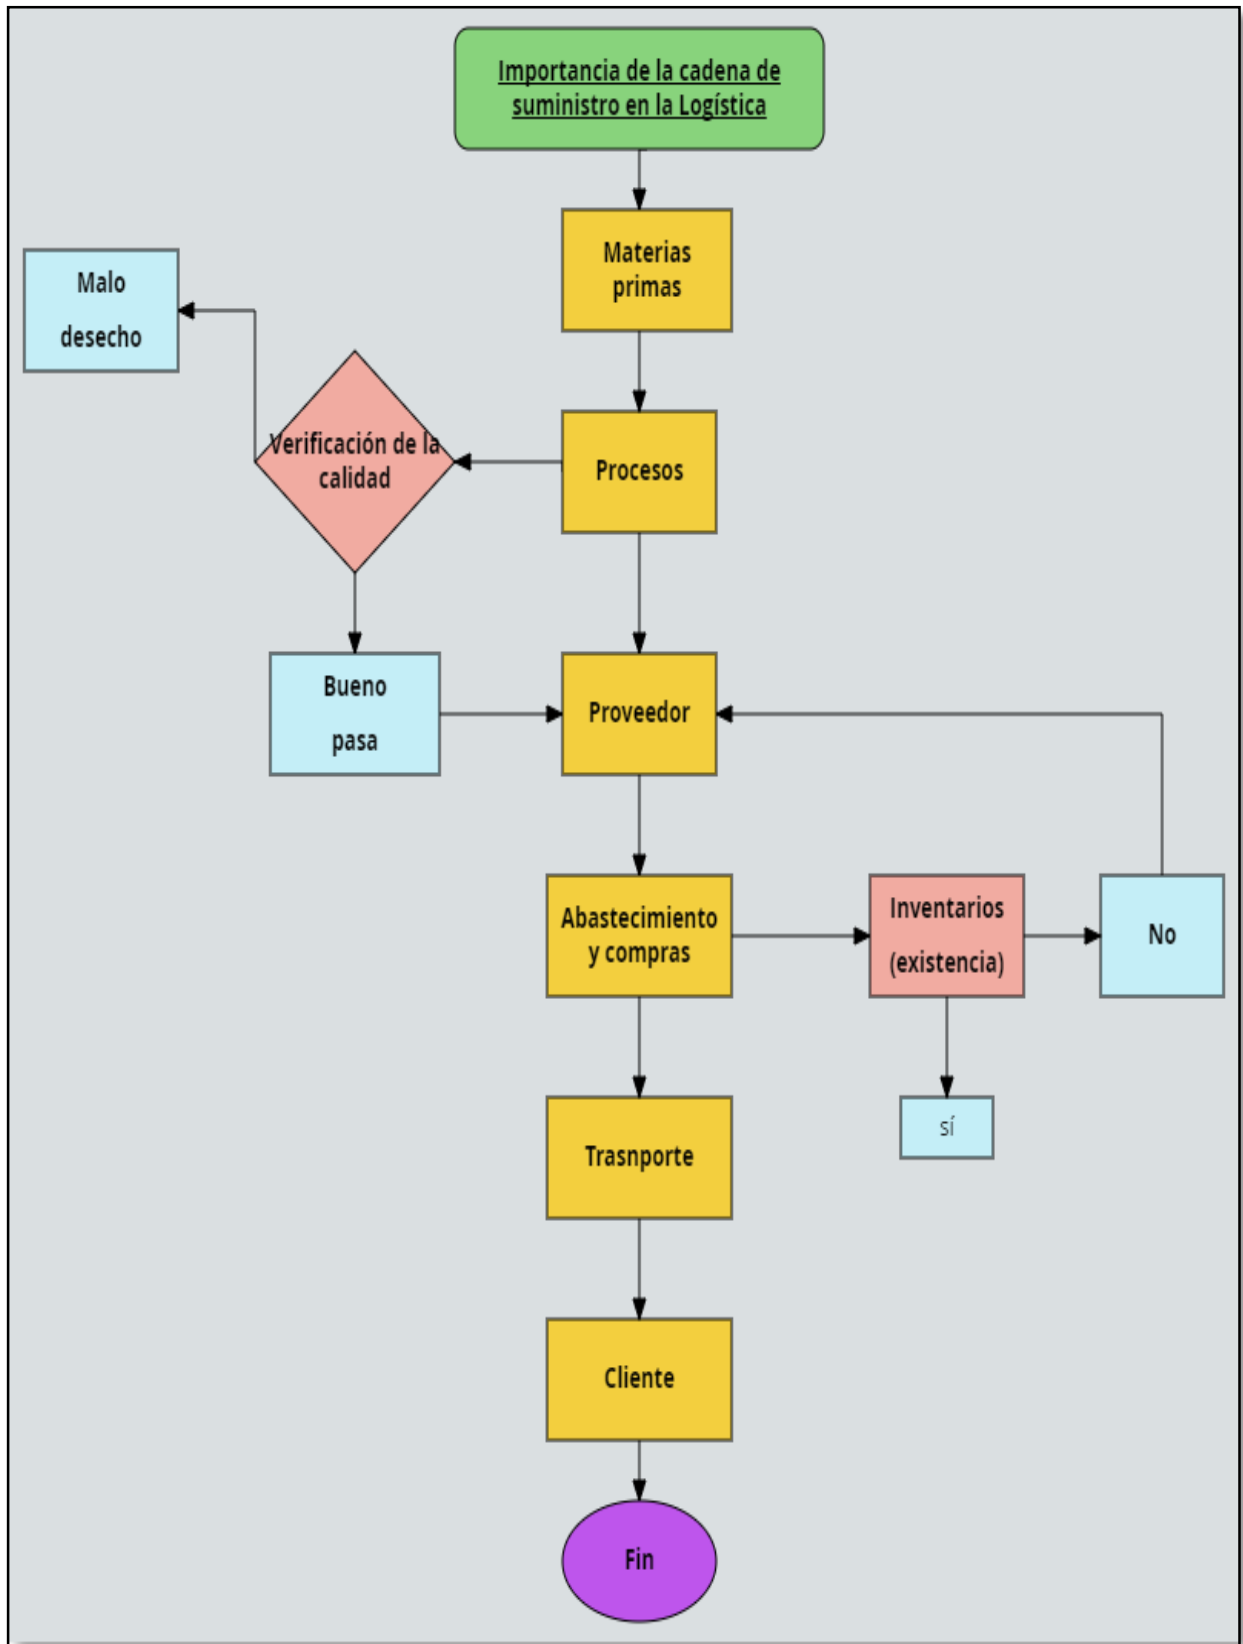 Importancia de la cadena de
suministro en la Logística
Materias
primas
Malo
desecho
Verificación de la
calidad
Procesos
Bueno
pasa
Proveedor
Abastecimiento
y compras
Inventarios
(existencia)
No
sí
Trasnporte
Cliente
Fin